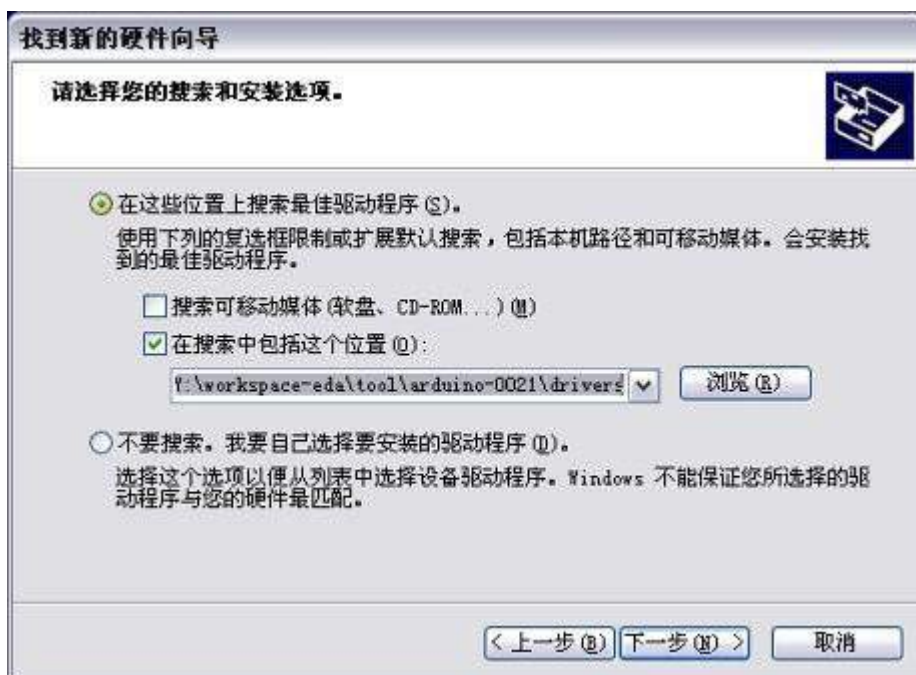 找到新的硬件向导
请选择您的搜索和安装选项。
在这些位置上搜索最佳驱动程序(S)。
使用下列的复选框限制或扩展默认搜索，包括本机路径和可移动媒体。会安装找
到的最佳驱动程序。
搜索可移动媒体(软盘、CD-ROM...)(M)
在搜索中包括这个位置(O):
Y:\workspace-eda\tool\arduino-0021\drivers
浏览(R)
不要搜索。我要自己选择要安装的驱动程序(D)。
选择这个选项以便从列表中选择设备驱动程序。Windows 不能保证您所选择的驱
动程序与您的硬件最匹配。
< 上一步(B) 下一步(N) > 取消